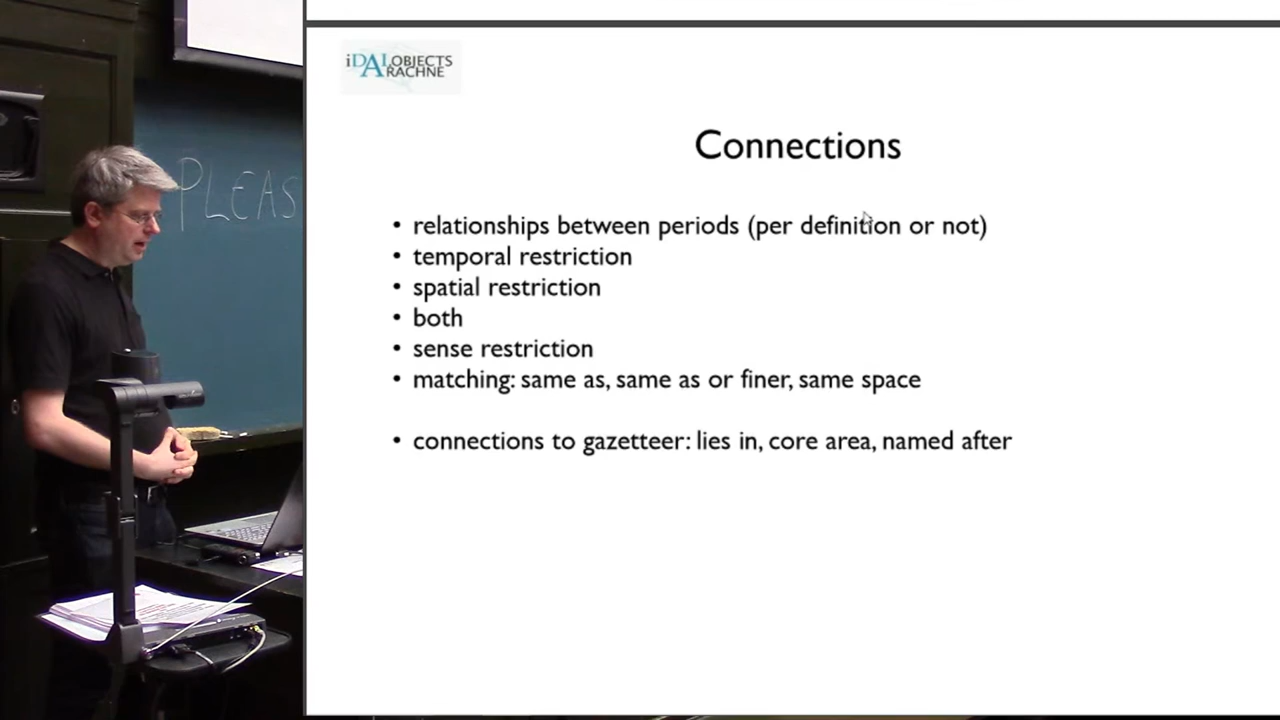 iDAI.OBJECTS
ARACHNE
Connections
• relationships between periods (per definition or not)
• temporal restriction
• spatial restriction
• both
• sense restriction
• matching: same as, same as or finer, same space
• connections to gazetteer: lies in, core area, named after
PLEAS